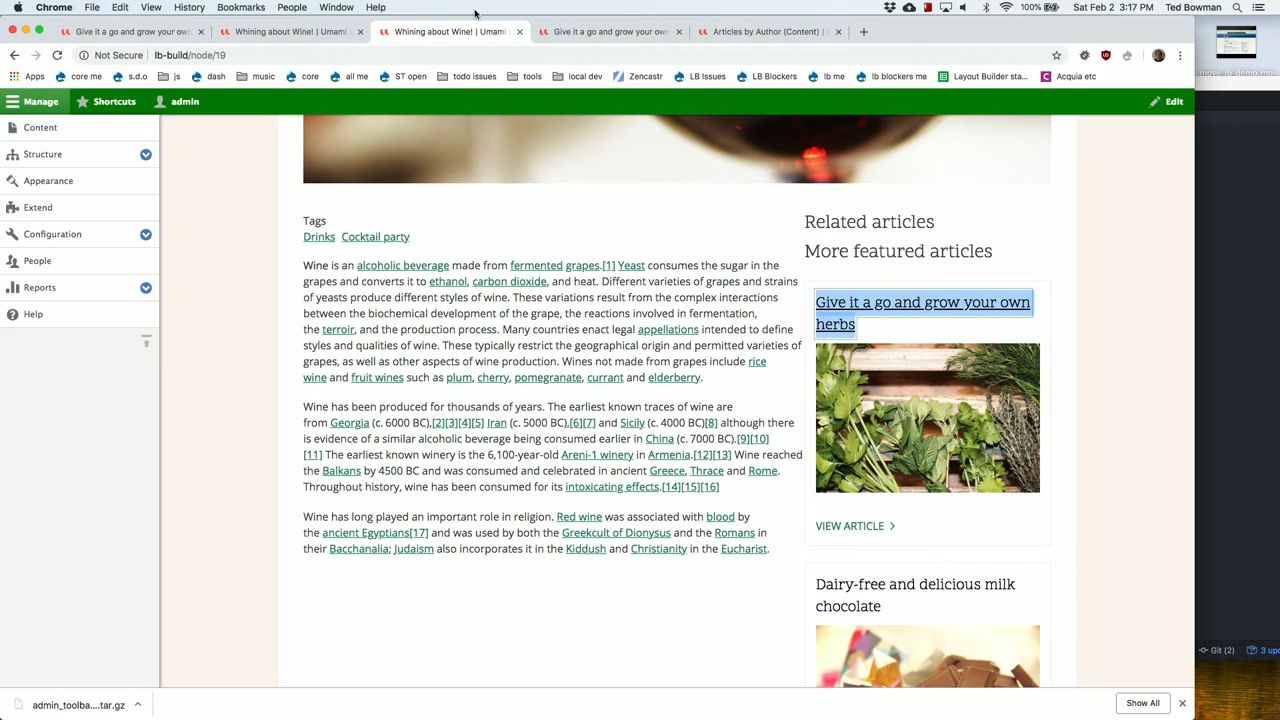 Chrome File Edit View History Bookmarks People Window Help 100% Sat Feb 2 3:17 PM Ted Bowman
Give it a go and grow your own Whining about Wine! | Umami Whining about Wine! | Umami Give it a go and grow your own Articles by Author (Content) |
Not Secure lb-build/node/19
Apps core me s.d.o js dash music core all me ST open todo issues tools local dev Zencastr LB Issues LB Blockers lb me lb blockers me Layout Builder sta... Acquia etc
Manage Shortcuts admin Edit
Content
Structure
Appearance
Extend
Configuration
People
Reports
Help
Tags
Drinks Cocktail party
Wine is an alcoholic beverage made from fermented grapes.[1] Yeast consumes the sugar in the
grapes and converts it to ethanol, carbon dioxide, and heat. Different varieties of grapes and strains
of yeasts produce different styles of wine. These variations result from the complex interactions
between the biochemical development of the grape, the reactions involved in fermentation,
the terroir, and the production process. Many countries enact legal appellations intended to define
styles and qualities of wine. These typically restrict the geographical origin and permitted varieties of
grapes, as well as other aspects of wine production. Wines not made from grapes include rice
wine and fruit wines such as plum, cherry, pomegranate, currant and elderberry.
Wine has been produced for thousands of years. The earliest known traces of wine are
from Georgia (c. 6000 BC),[2][3][4][5] Iran (c. 5000 BC),[6][7] and Sicily (c. 4000 BC)[8] although there
is evidence of a similar alcoholic beverage being consumed earlier in China (c. 7000 BC).[9][10]
[11] The earliest known winery is the 6,100-year-old Areni-1 winery in Armenia.[12][13] Wine reached
the Balkans by 4500 BC and was consumed and celebrated in ancient Greece, Thrace and Rome.
Throughout history, wine has been consumed for its intoxicating effects.[14][15][16]
Wine has long played an important role in religion. Red wine was associated with blood by
the ancient Egyptians[17] and was used by both the Greekcult of Dionysus and the Romans in
their Bacchanalia; Judaism also incorporates it in the Kiddush and Christianity in the Eucharist.
Related articles
More featured articles
Give it a go and grow your own
herbs
VIEW ARTICLE
Dairy-free and delicious milk
chocolate
Git (2)
admin_toolba....tar.gz
Show All